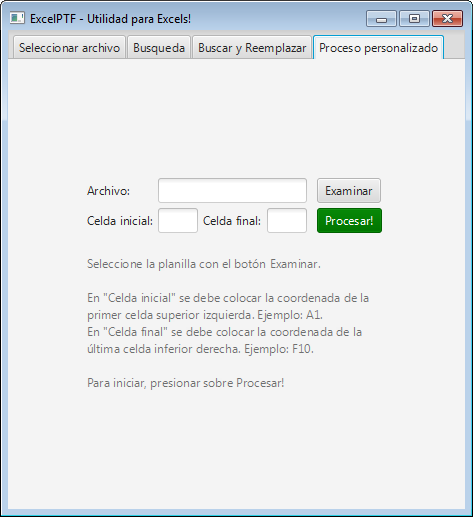 ExcelPTF - Utilidad para Excels!
Seleccionar archivo Busqueda Buscar y Reemplazar Proceso personalizado
Archivo: Examinar
Celda inicial: Celda final: Procesar!
Seleccione la planilla con el botón Examinar.
En "Celda inicial" se debe colocar la coordenada de la
primer celda superior izquierda. Ejemplo: A1.
En "Celda final" se debe colocar la coordenada de la
última celda inferior derecha. Ejemplo: F10.
Para iniciar, presionar sobre Procesar!